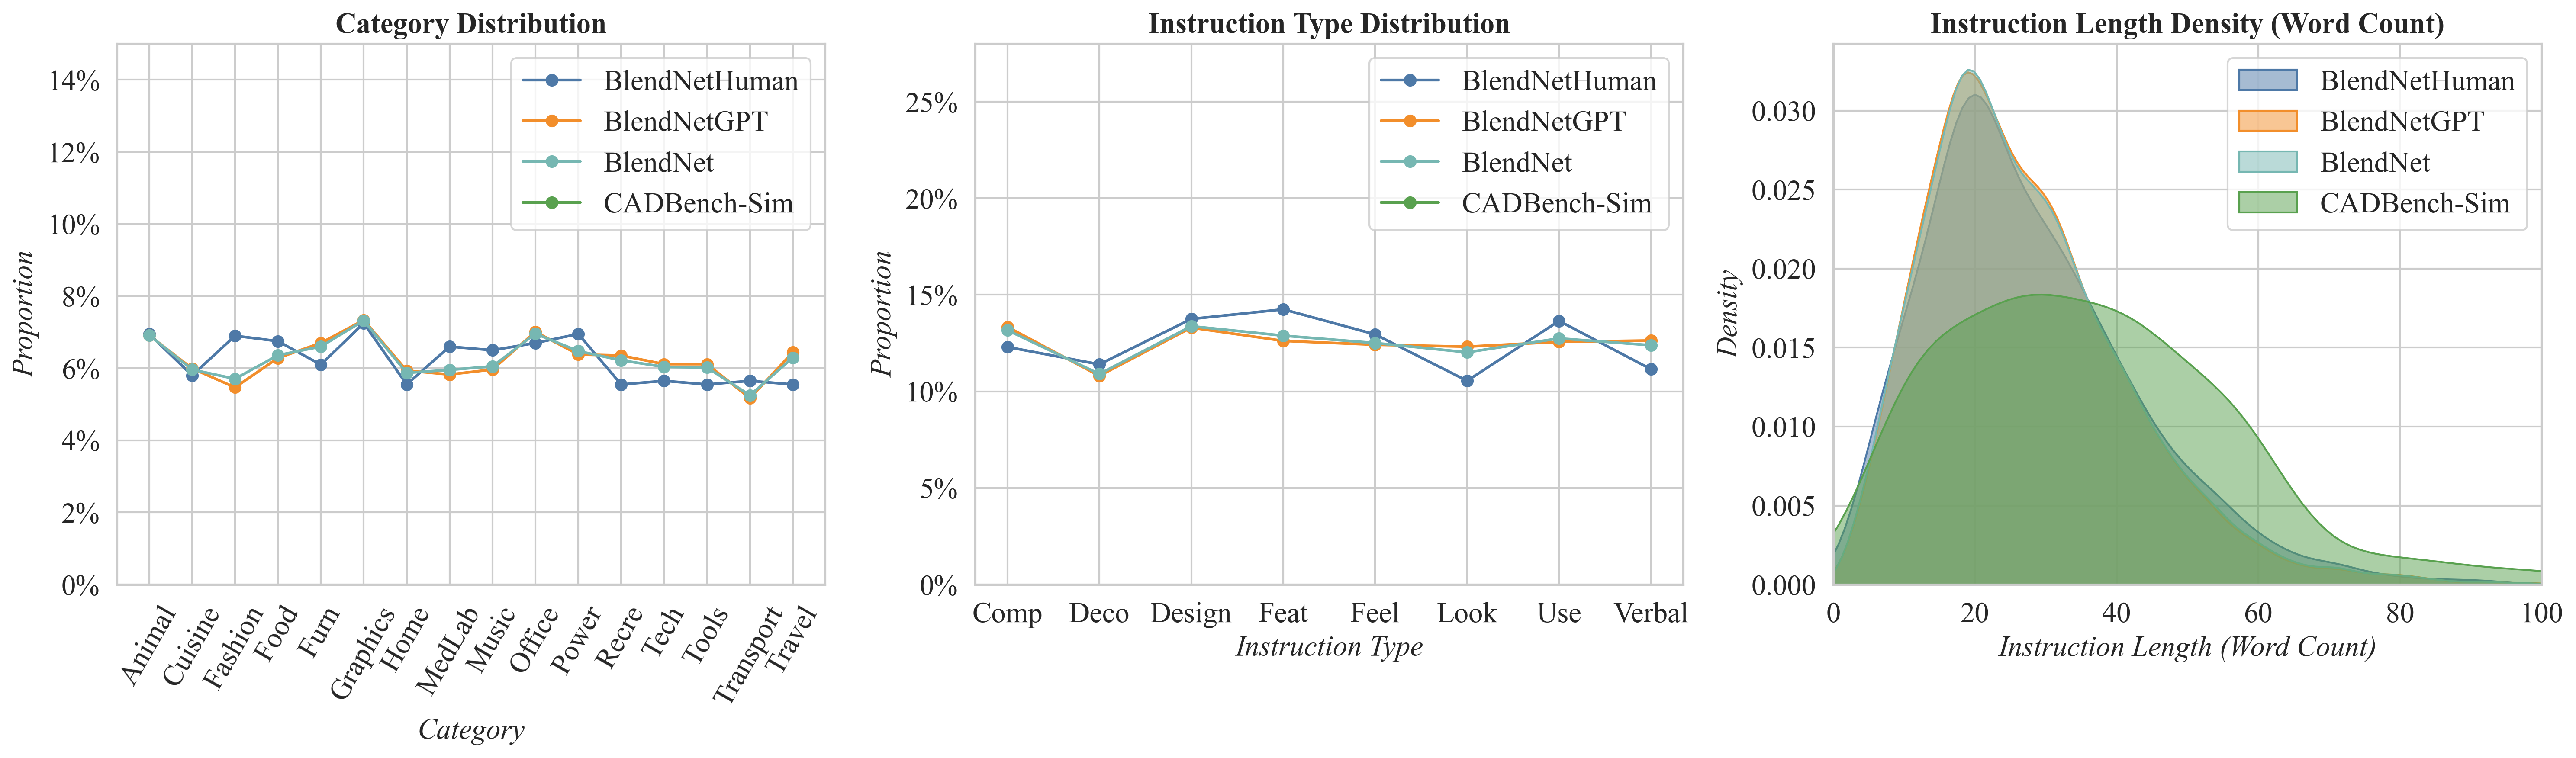 Category Distribution
14%
12%
10%
8%
6%
4%
2%
0%
Proportion
BlendNetHuman
BlendNetGPT
BlendNet
CADBench-Sim
Animal
Cuisine
Fashion
Food
Furn
Graphics
Home
MedLab
Music
Office
Power
Recre
Tech
Tools
Transport
Travel
Category
Instruction Type Distribution
25%
20%
15%
10%
5%
0%
Proportion
BlendNetHuman
BlendNetGPT
BlendNet
CADBench-Sim
Comp Deco Design Feat Feel Look Use Verbal
Instruction Type
Instruction Length Density (Word Count)
0.030
0.025
0.020
0.015
0.010
0.005
0.000
Density
BlendNetHuman
BlendNetGPT
BlendNet
CADBench-Sim
0 20 40 60 80 100
Instruction Length (Word Count)